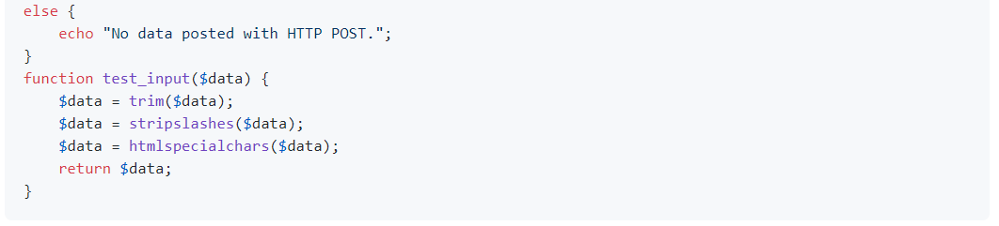 else {
    echo "No data posted with HTTP POST.";
}
function test_input($data) {
    $data = trim($data);
    $data = stripslashes($data);
    $data = htmlspecialchars($data);
    return $data;
}